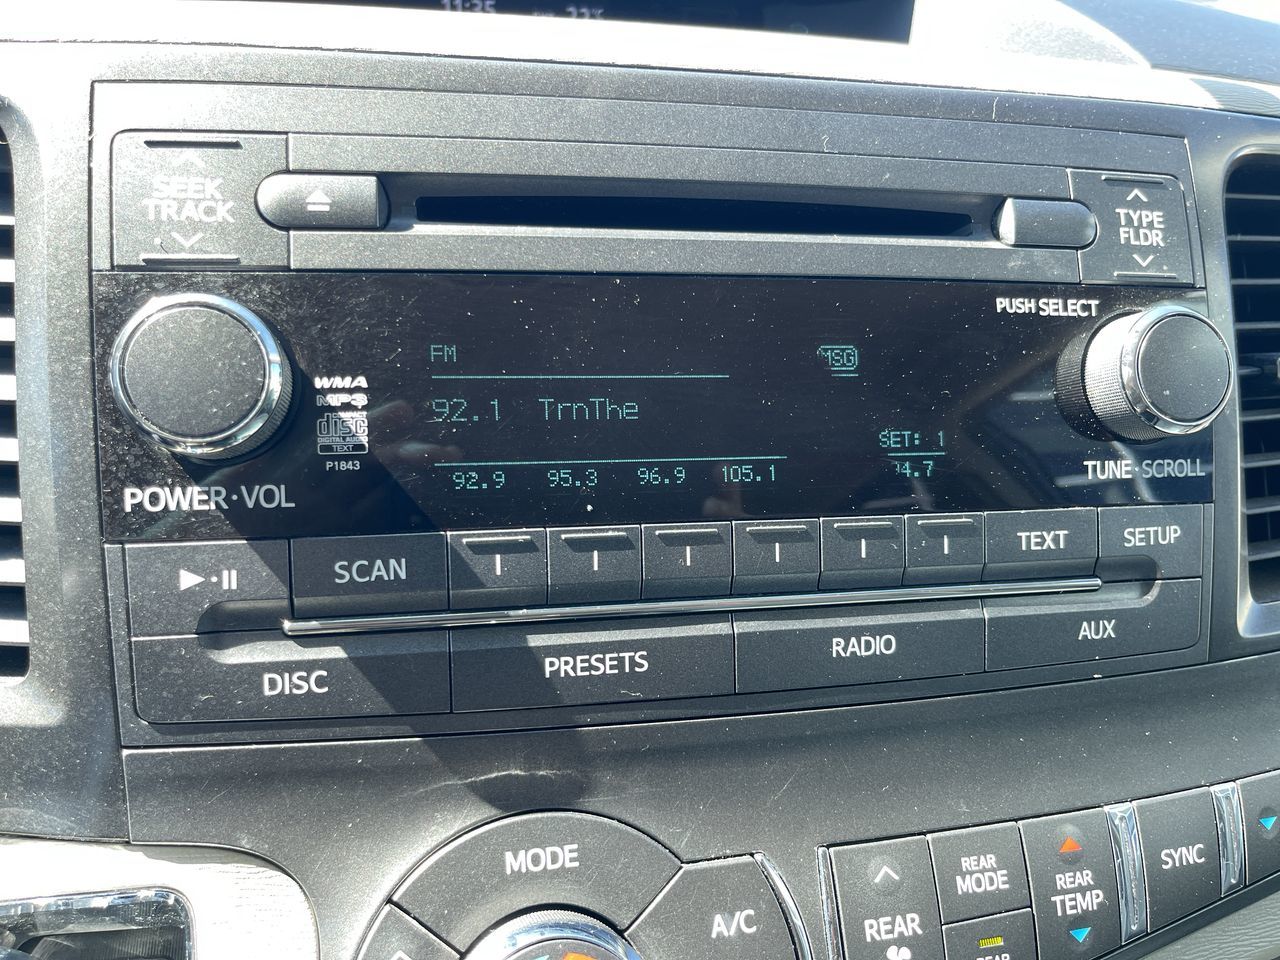 SEEK
TRACK
TYPE
FLDR
PUSH SELECT
FM
MSG
WMA
MP3
92.1 TrnThe
COMPACT
disc
DIGITAL AUDIO
TEXT
P1843
SET: 1
92.9 95.3 96.9 105.1
POWER·VOL
TUNE·SCROLL
SCAN
TEXT
SETUP
DISC
PRESETS
RADIO
AUX
MODE
A/C
REAR
REAR
MODE
REAR
TEMP
SYNC